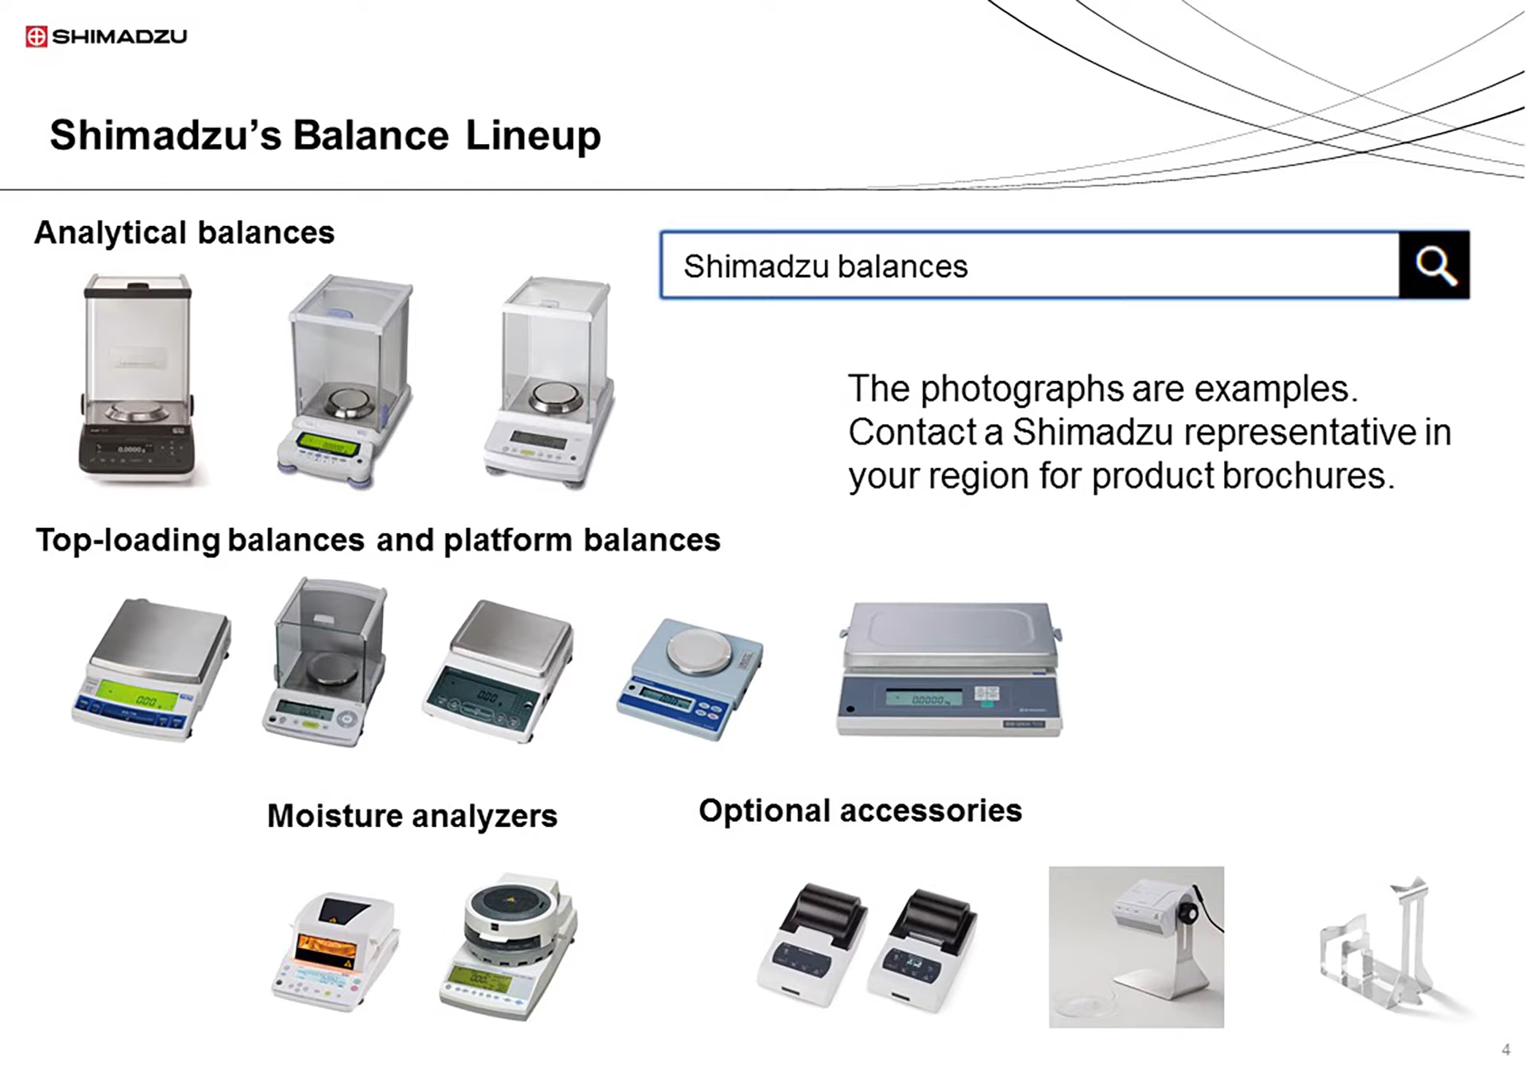 SHIMADZU
Shimadzu’s Balance Lineup
Analytical balances
Shimadzu balances
The photographs are examples.
Contact a Shimadzu representative in
your region for product brochures.
Top-loading balances and platform balances
Moisture analyzers
Optional accessories
4